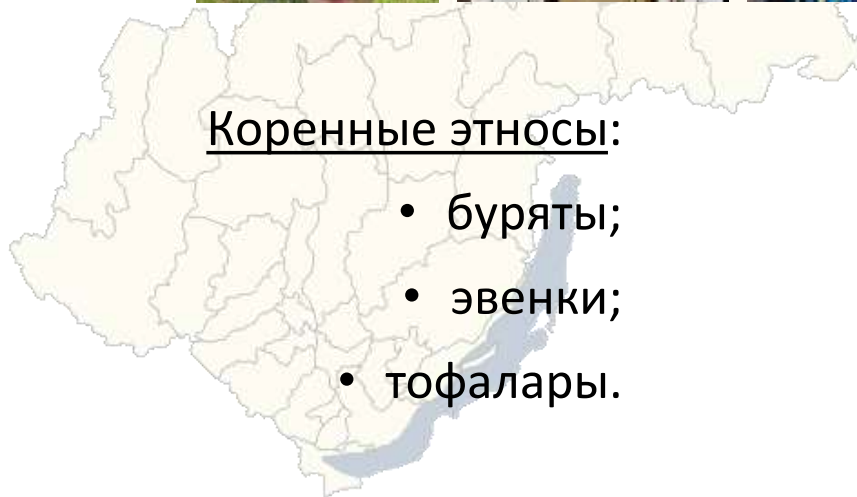 Коренные этносы:
• буряты;
• эвенки;
• тофалары.